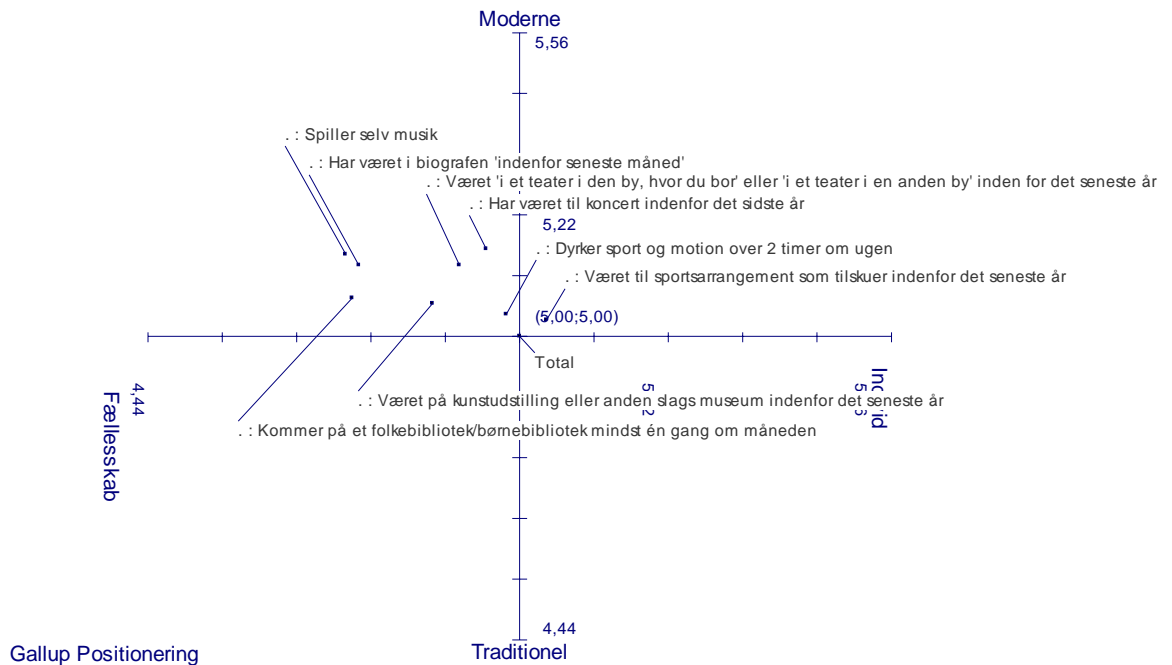 Moderne
5,56
. : Spiller selv musik
. : Har været i biografen 'indenfor seneste måned'
. : Været 'i et teater i den by, hvor du bor' eller 'i et teater i en anden by' inden for det seneste år
. : Har været til koncert indenfor det sidste år
5,22
. : Dyrker sport og motion over 2 timer om ugen
. : Været til sportsarrangement som tilskuer indenfor det seneste år
(5,00;5,00)
Total
4,44
Fællesskab
. : Været på kunstudstilling eller anden slags museum indenfor det seneste år
. : Kommer på et folkebibliotek/børnebibliotek mindst én gang om måneden
4,44
Traditionel
Gallup Positionering